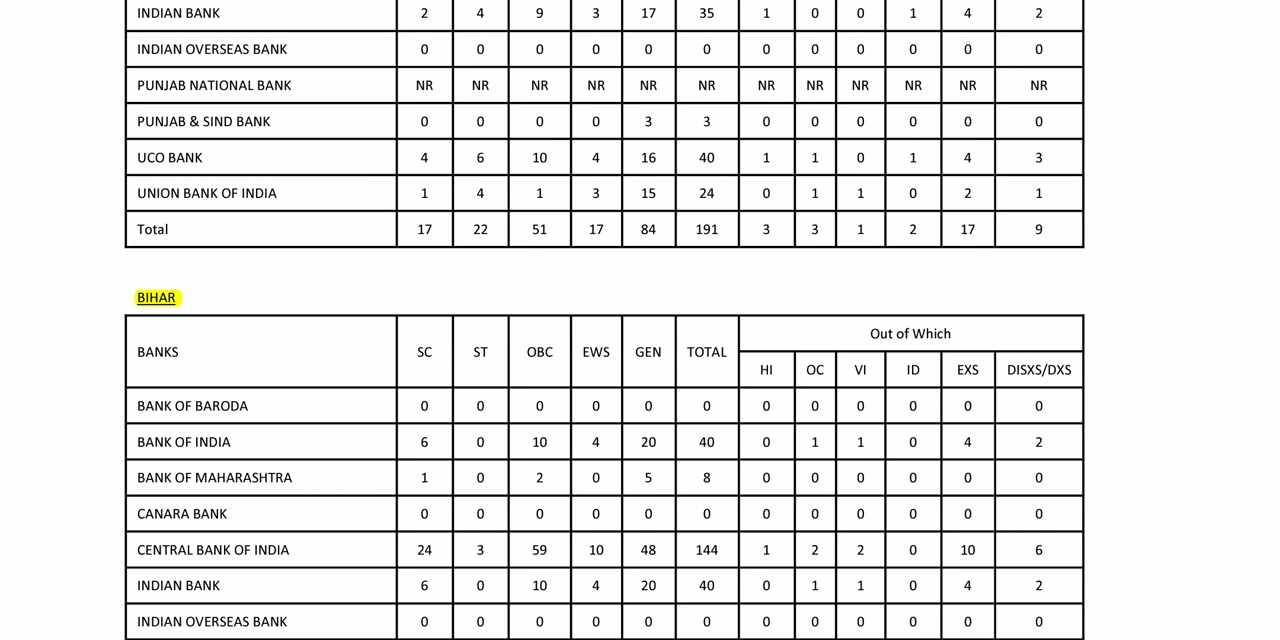 INDIAN BANK 2 4 9 3 17 35 1 0 0 1 4 2
INDIAN OVERSEAS BANK 0 0 0 0 0 0 0 0 0 0 0 0
PUNJAB NATIONAL BANK NR NR NR NR NR NR NR NR NR NR NR NR
PUNJAB & SIND BANK 0 0 0 0 3 3 0 0 0 0 0 0
UCO BANK 4 6 10 4 16 40 1 1 0 1 4 3
UNION BANK OF INDIA 1 4 1 3 15 24 0 1 1 0 2 1
Total 17 22 51 17 84 191 3 3 1 2 17 9
BIHAR
BANKS SC ST OBC EWS GEN TOTAL Out of Which
HI OC VI ID EXS DISXS/DXS
BANK OF BARODA 0 0 0 0 0 0 0 0 0 0 0 0
BANK OF INDIA 6 0 10 4 20 40 0 1 1 0 4 2
BANK OF MAHARASHTRA 1 0 2 0 5 8 0 0 0 0 0 0
CANARA BANK 0 0 0 0 0 0 0 0 0 0 0 0
CENTRAL BANK OF INDIA 24 3 59 10 48 144 1 2 2 0 10 6
INDIAN BANK 6 0 10 4 20 40 0 1 1 0 4 2
INDIAN OVERSEAS BANK 0 0 0 0 0 0 0 0 0 0 0 0